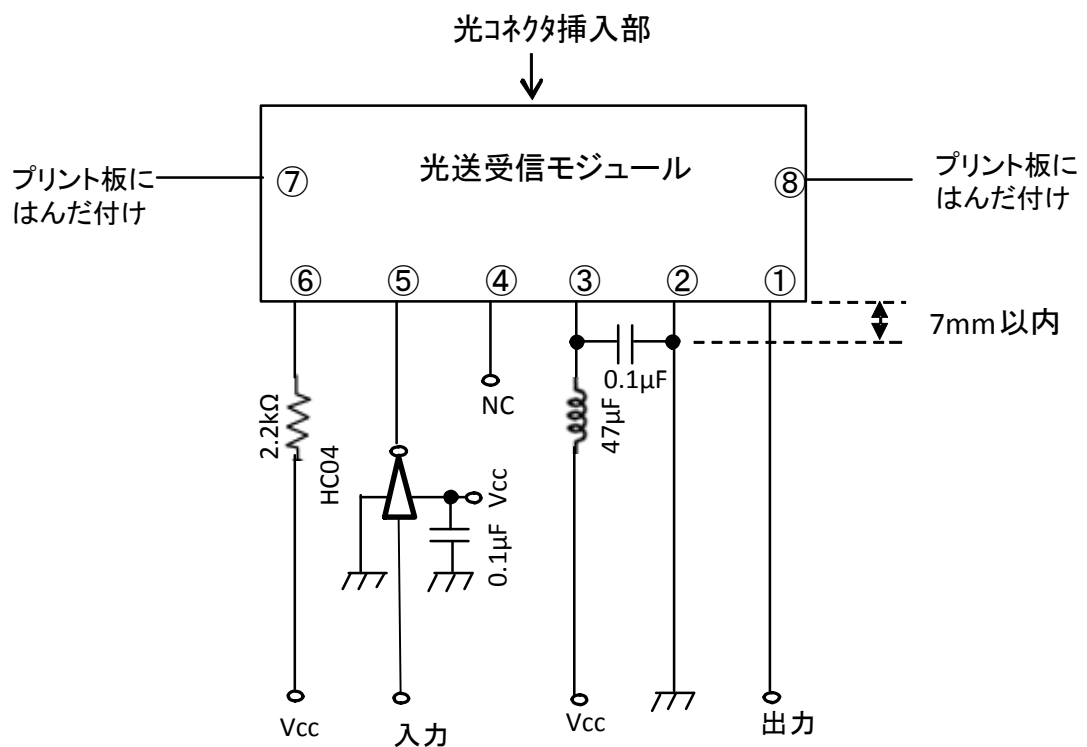 光コネクタ挿入部
光送受信モジュール
プリント板に
はんだ付け
プリント板に
はんだ付け
⑦
⑧
⑥
⑤
④
③
②
①
7mm以内
0.1µF
2.2kΩ
HC04
NC
47µF
Vcc
0.1µF
Vcc
入力
Vcc
出力